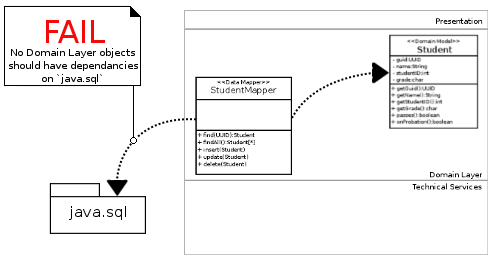 FAIL
No Domain Layer objects
should have dependancies
on `java.sql`
Presentation
<<Domain Model>>
Student
- guid:UUID
- name:String
- studentID:int
- grade:char
+ getGuid():UUID
+ getName():String
+ getStudentID():int
+ getGrade():char
+ passes():boolean
+ onProbation():boolean
<<Data Mapper>>
StudentMapper
+ find(UUID):Student
+ findAll():Student[*]
+ insert(Student)
+ update(Student)
+ delete(Student)
Domain Layer
Technical Services
java.sql